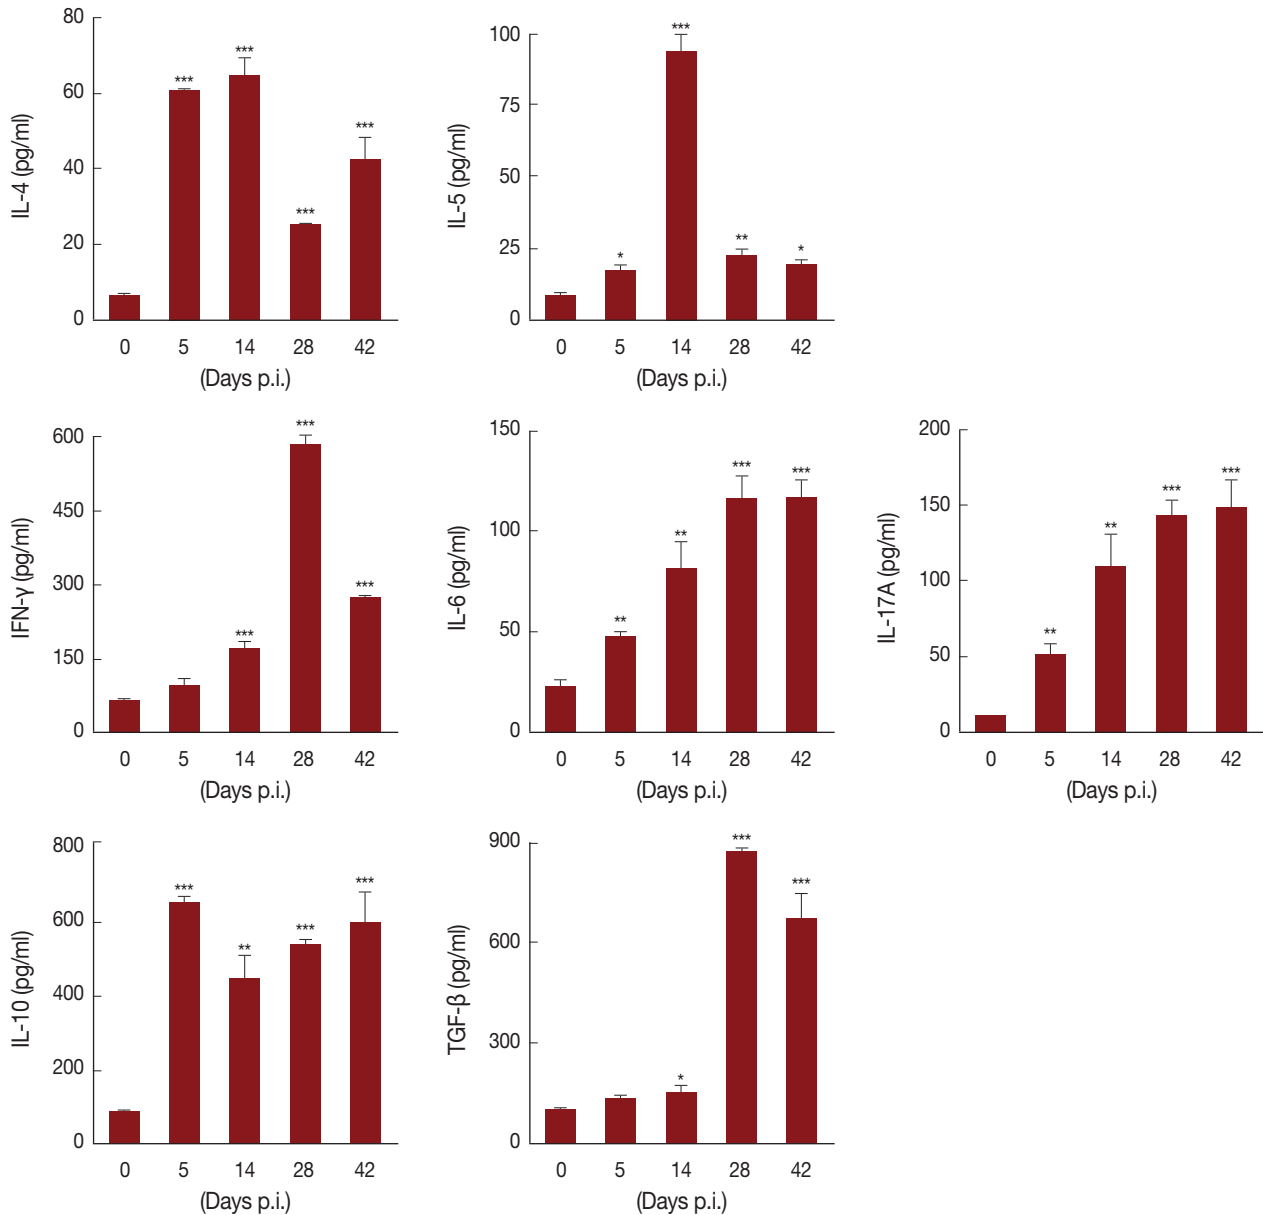 IL-4 (pg/ml)
80
60
40
20
0
***
***
***
***
0 5 14 28 42
(Days p.i.)
IL-5 (pg/ml)
100
75
50
25
0
*
***
**
*
0 5 14 28 42
(Days p.i.)
IFN-γ (pg/ml)
600
450
300
150
0
***
***
***
0 5 14 28 42
(Days p.i.)
IL-6 (pg/ml)
150
100
50
0
**
**
***
***
0 5 14 28 42
(Days p.i.)
IL-17A (pg/ml)
200
150
100
50
0
**
**
***
***
0 5 14 28 42
(Days p.i.)
IL-10 (pg/ml)
800
600
400
200
0
***
**
***
***
0 5 14 28 42
(Days p.i.)
TGF-β (pg/ml)
900
600
300
0
*
***
***
0 5 14 28 42
(Days p.i.)